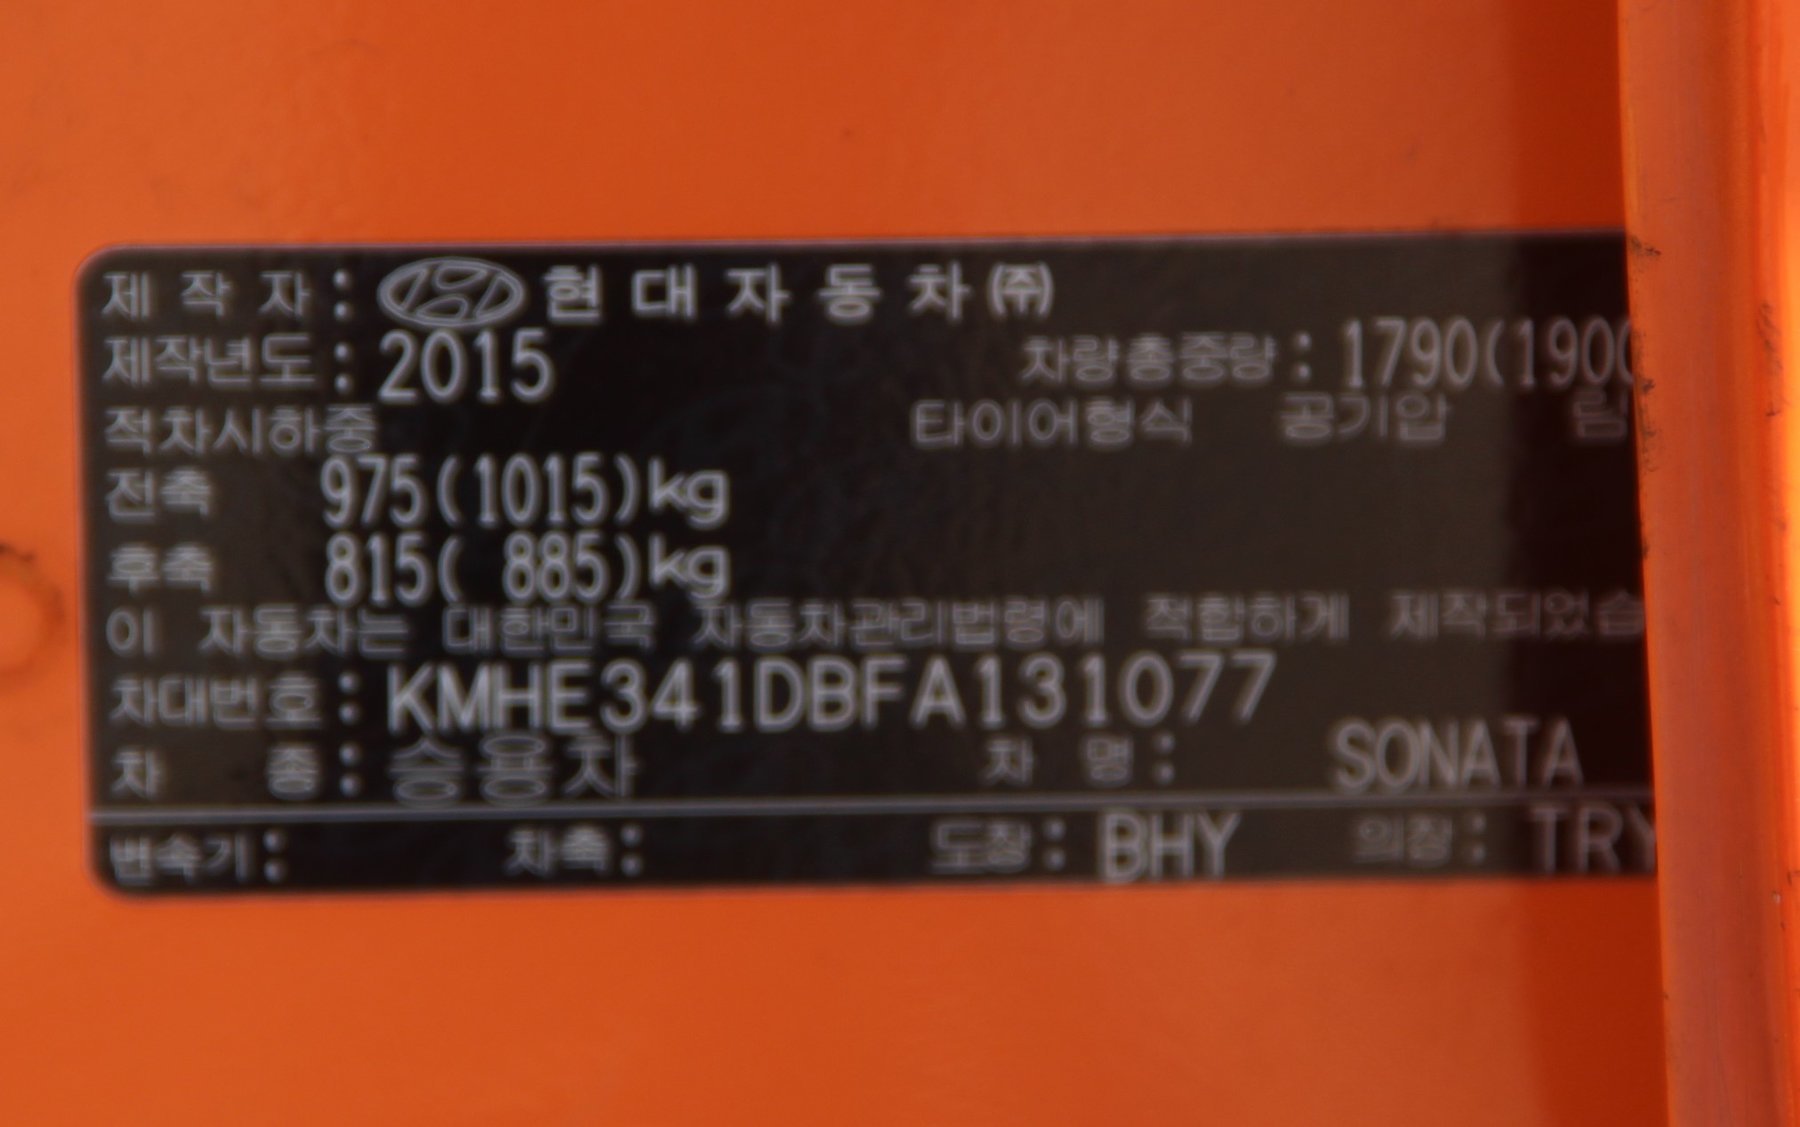 제 작 자 : 현 대 자 동 차 ㈜
제작년도 : 2015 차량총중량 : 1790(1900
적차시하중 타이어형식 공기압 림
전축 975(1015)kg
후축 815( 885)kg
이 자동차는 대한민국 자동차관리법령에 적합하게 제작되었습
차대번호 : KMHE341DBFA131077
차 종 : 승용차 차 명 : SONATA
변속기 : 차축 : 도장 : BHY 의장 : TRY